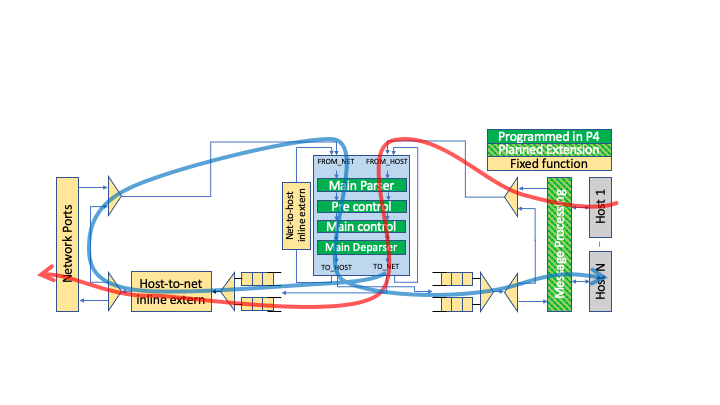 Programmed in P4
Planned Extension
Fixed function
FROM_NET
FROM_HOST
Main Parser
Pre control
Main control
Main Deparser
TO_HOST
TO_NET
Net-to-host
inline extern
Network Ports
Host-to-net
inline extern
Message Processing
Host 1
...
Host N